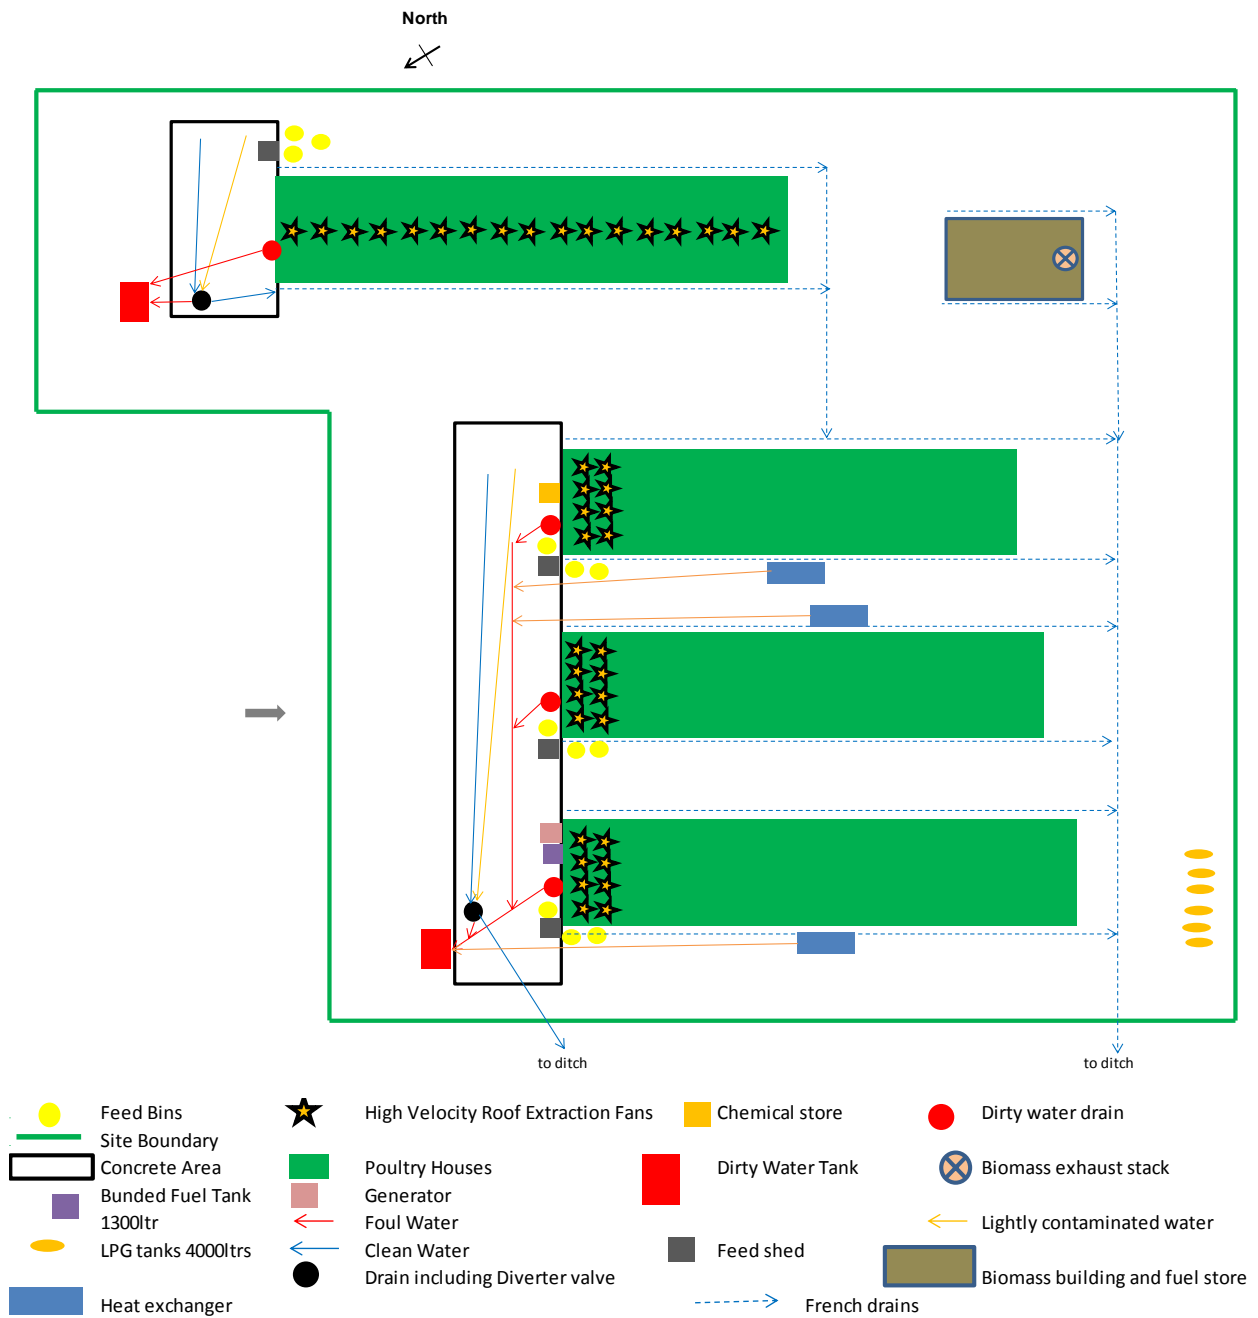 North
to ditch
to ditch
Feed Bins
High Velocity Roof Extraction Fans
Chemical store
Dirty water drain
Site Boundary
Concrete Area
Poultry Houses
Dirty Water Tank
Biomass exhaust stack
Bunded Fuel Tank
1300ltr
Generator
Foul Water
Lightly contaminated water
LPG tanks 4000ltrs
Clean Water
Feed shed
Drain including Diverter valve
Biomass building and fuel store
Heat exchanger
French drains